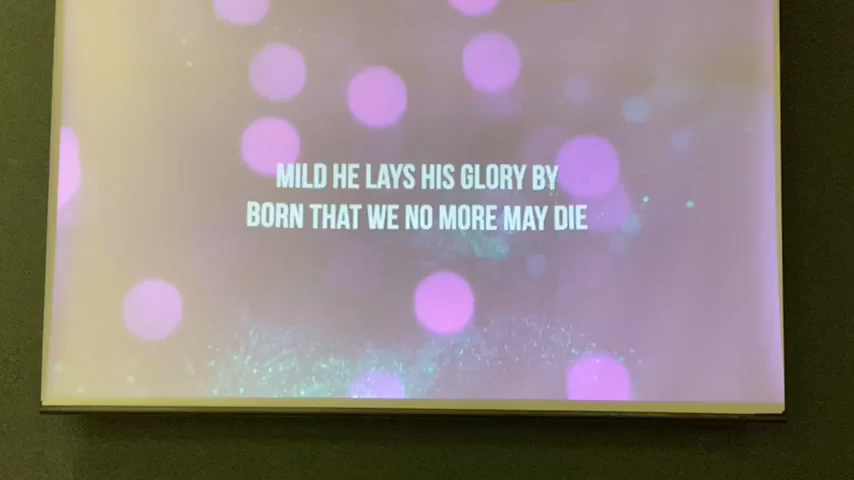 MILD HE LAYS HIS GLORY BY
BORN THAT WE NO MORE MAY DIE